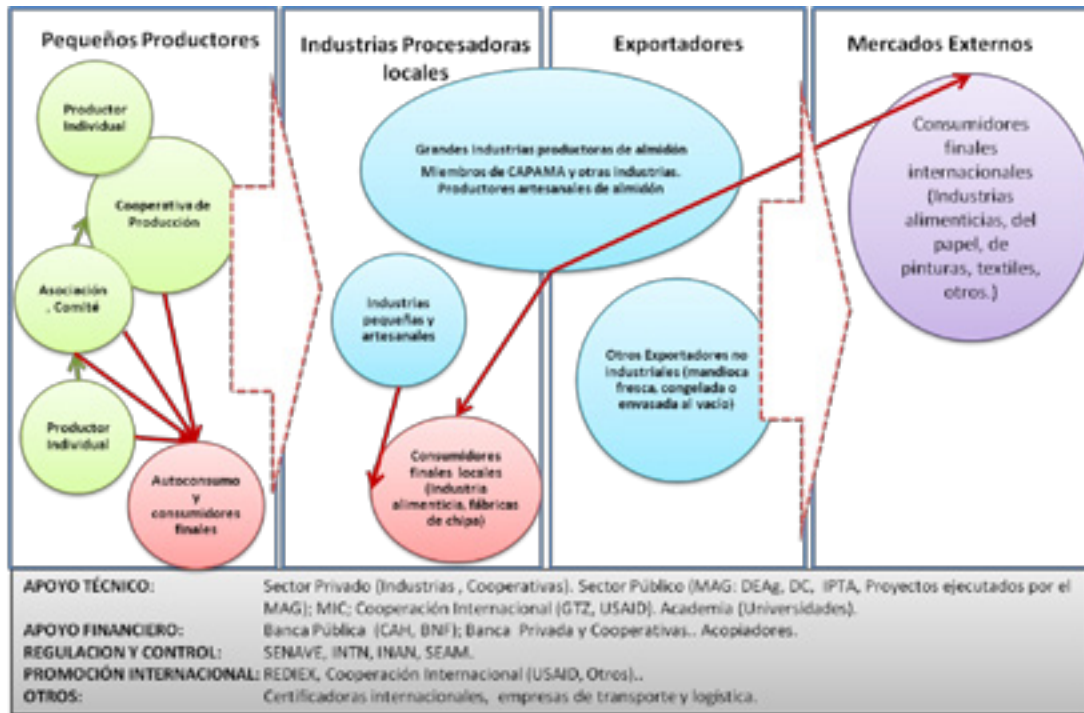 Pequeños Productores
Industrias Procesadoras
locales
Exportadores
Mercados Externos
Productor
Individual
Cooperativa de
Producción
Asociación
, Comité
Productor
Individual
Autoconsumo
y
consumidores
finales
Grandes industrias productoras de almidón
Miembros de CAPAMA y otras industrias.
Productores artesanales de almidón
Industrias
pequeñas y
artesanales
Consumidores
finales locales
(industria
alimenticia, fábricas
de chipa)
Otros Exportadores no
industriales (mandioca
fresca, congelada o
envasada al vacío)
Consumidores
finales
internacionales
(Industrias
alimenticias, del
papel, de
pinturas, textiles,
otros.)
APOYO TÉCNICO: Sector Privado (Industrias , Cooperativas). Sector Público (MAG: DEAg, DC, IPTA, Proyectos ejecutados por el
MAG); MIC; Cooperación Internacional (GTZ, USAID). Academia (Universidades).
APOYO FINANCIERO: Banca Pública (CAH, BNF); Banca Privada y Cooperativas.. Acopiadores.
REGULACION Y CONTROL: SENAVE, INTN, INAN, SEAM.
PROMOCIÓN INTERNACIONAL: REDIEX, Cooperación Internacional (USAID, Otros)..
OTROS: Certificadoras internacionales, empresas de transporte y logística.